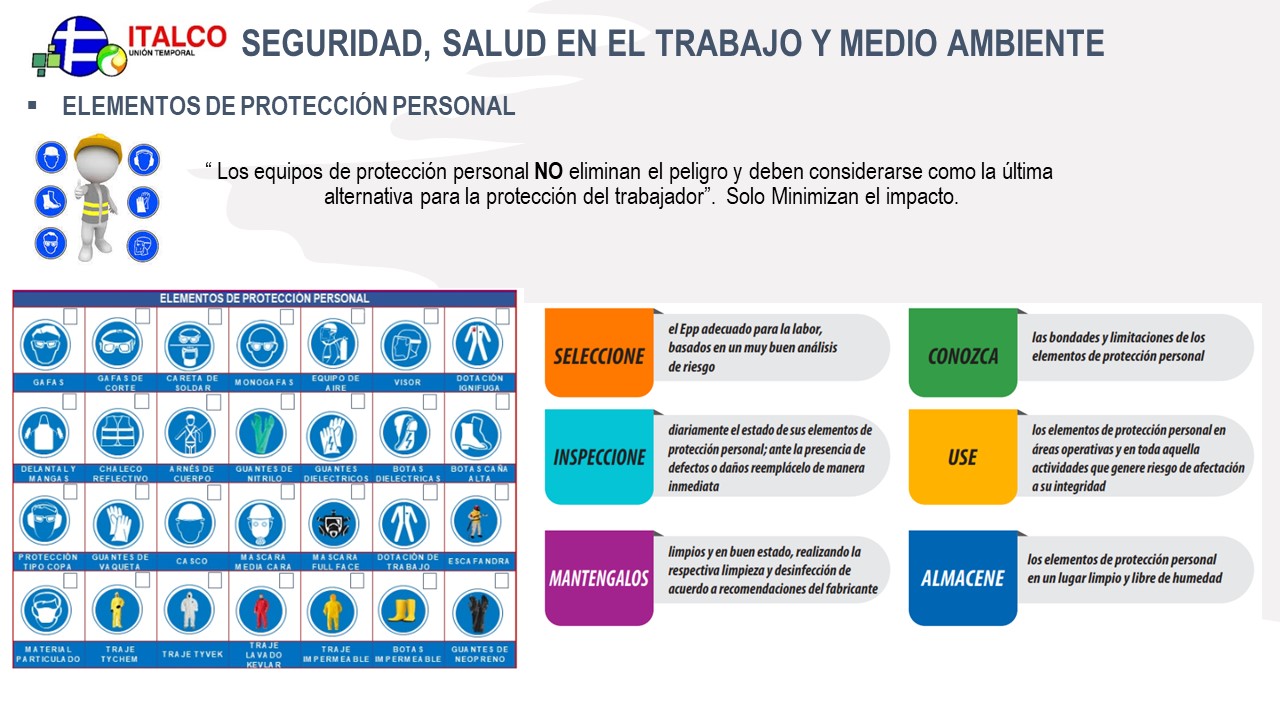 ITALCO
UNIÓN TEMPORAL
SEGURIDAD, SALUD EN EL TRABAJO Y MEDIO AMBIENTE
▪ ELEMENTOS DE PROTECCIÓN PERSONAL
“ Los equipos de protección personal NO eliminan el peligro y deben considerarse como la última
alternativa para la protección del trabajador”. Solo Minimizan el impacto.
ELEMENTOS DE PROTECCIÓN PERSONAL
GAFAS
GAFAS DE
CORTE
CARETA DE
SOLDAR
MONOGAFAS
EQUIPO DE
AIRE
VISOR
DOTACIÓN
IGNIFUGA
DELANTAL Y
MANGAS
CHALECO
REFLECTIVO
ARNÉS DE
CUERPO
GUANTES DE
NITRILO
GUANTES
DIELECTRICOS
BOTAS
DIELECTRICAS
BOTAS CAÑA
ALTA
PROTECCIÓN
TIPO COPA
GUANTES DE
VAQUETA
CASCO
MASCARA
MEDIA CARA
MASCARA
FULL FACE
DOTACIÓN DE
TRABAJO
ESCAFANDRA
MATERIAL
PARTICULADO
TRAJE
TYCHEM
TRAJE TYVEK
TRAJE
LAVADO
KEVLAR
TRAJE
IMPERMEABLE
BOTAS
IMPERMEABLE
GUANTES DE
NEOPRENO
SELECCIONE
el Epp adecuado para la labor,
basados en un muy buen análisis
de riesgo
CONOZCA
las bondades y limitaciones de los
elementos de protección personal
INSPECCIONE
diariamente el estado de sus elementos de
protección personal; ante la presencia de
defectos o daños reemplácelo de manera
inmediata
USE
los elementos de protección personal en
áreas operativas y en toda aquella
actividades que genere riesgo de afectación
a su integridad
MANTENGALOS
limpios y en buen estado, realizando la
respectiva limpieza y desinfección de
acuerdo a recomendaciones del fabricante
ALMACENE
los elementos de protección personal
en un lugar limpio y libre de humedad